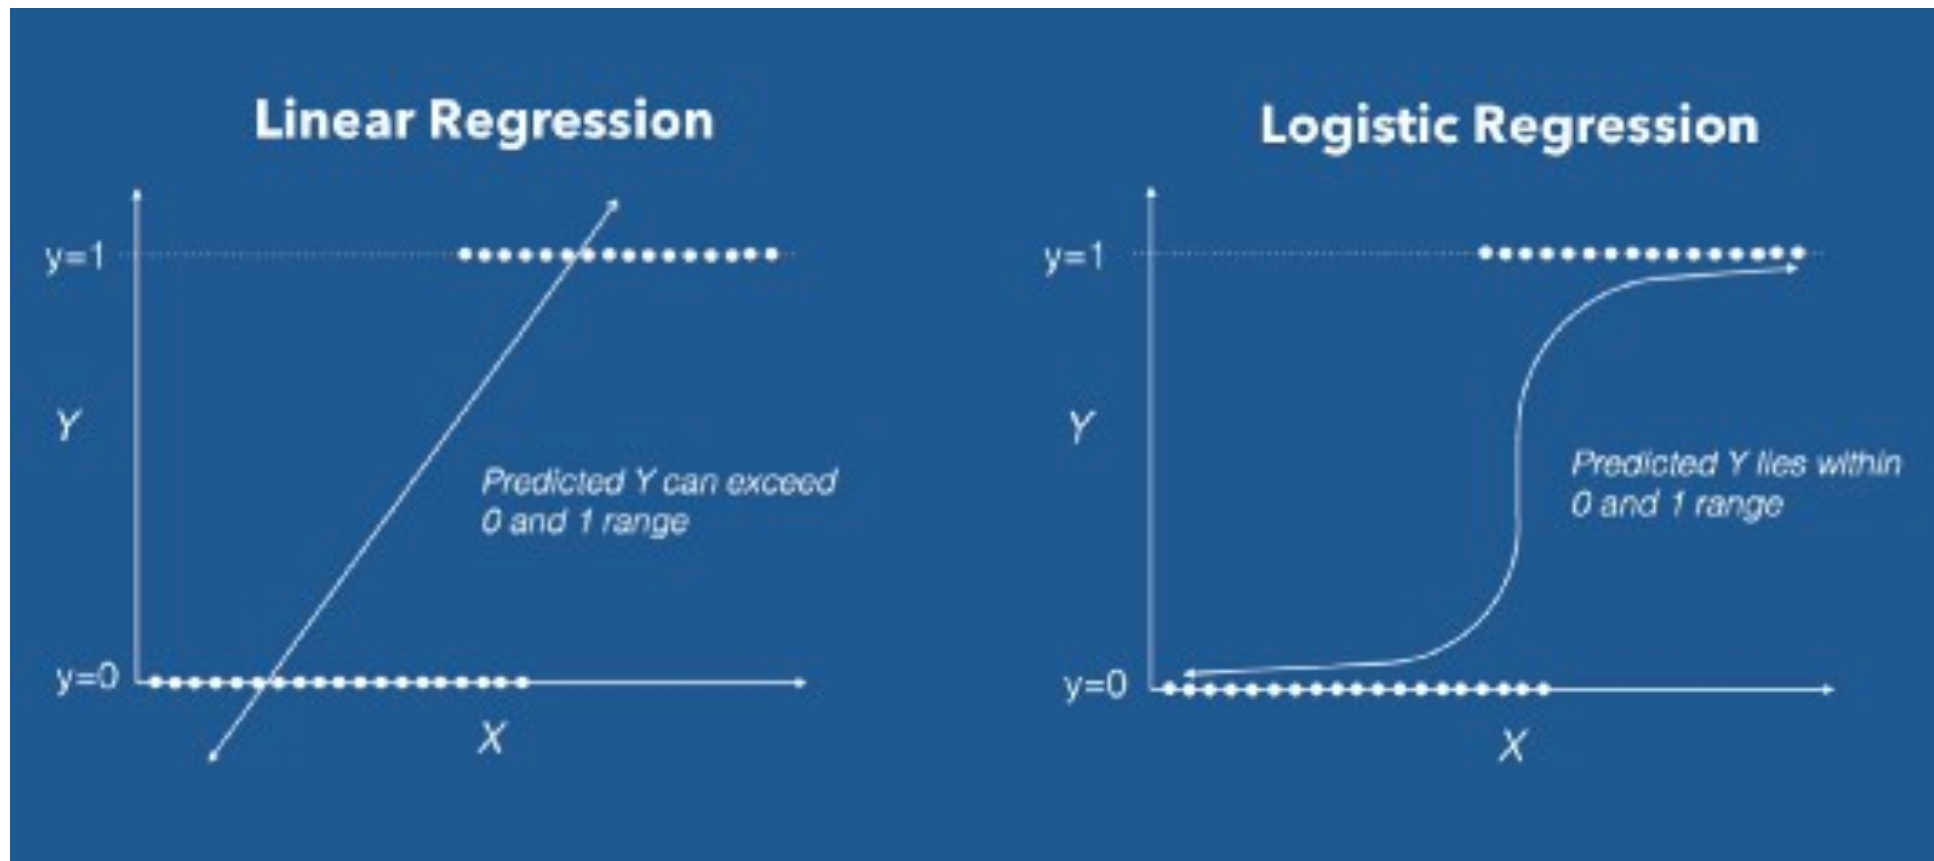 Linear Regression
y=1
Y
Predicted Y can exceed
0 and 1 range
y=0
X
Logistic Regression
y=1
Y
Predicted Y lies within
0 and 1 range
y=0
X